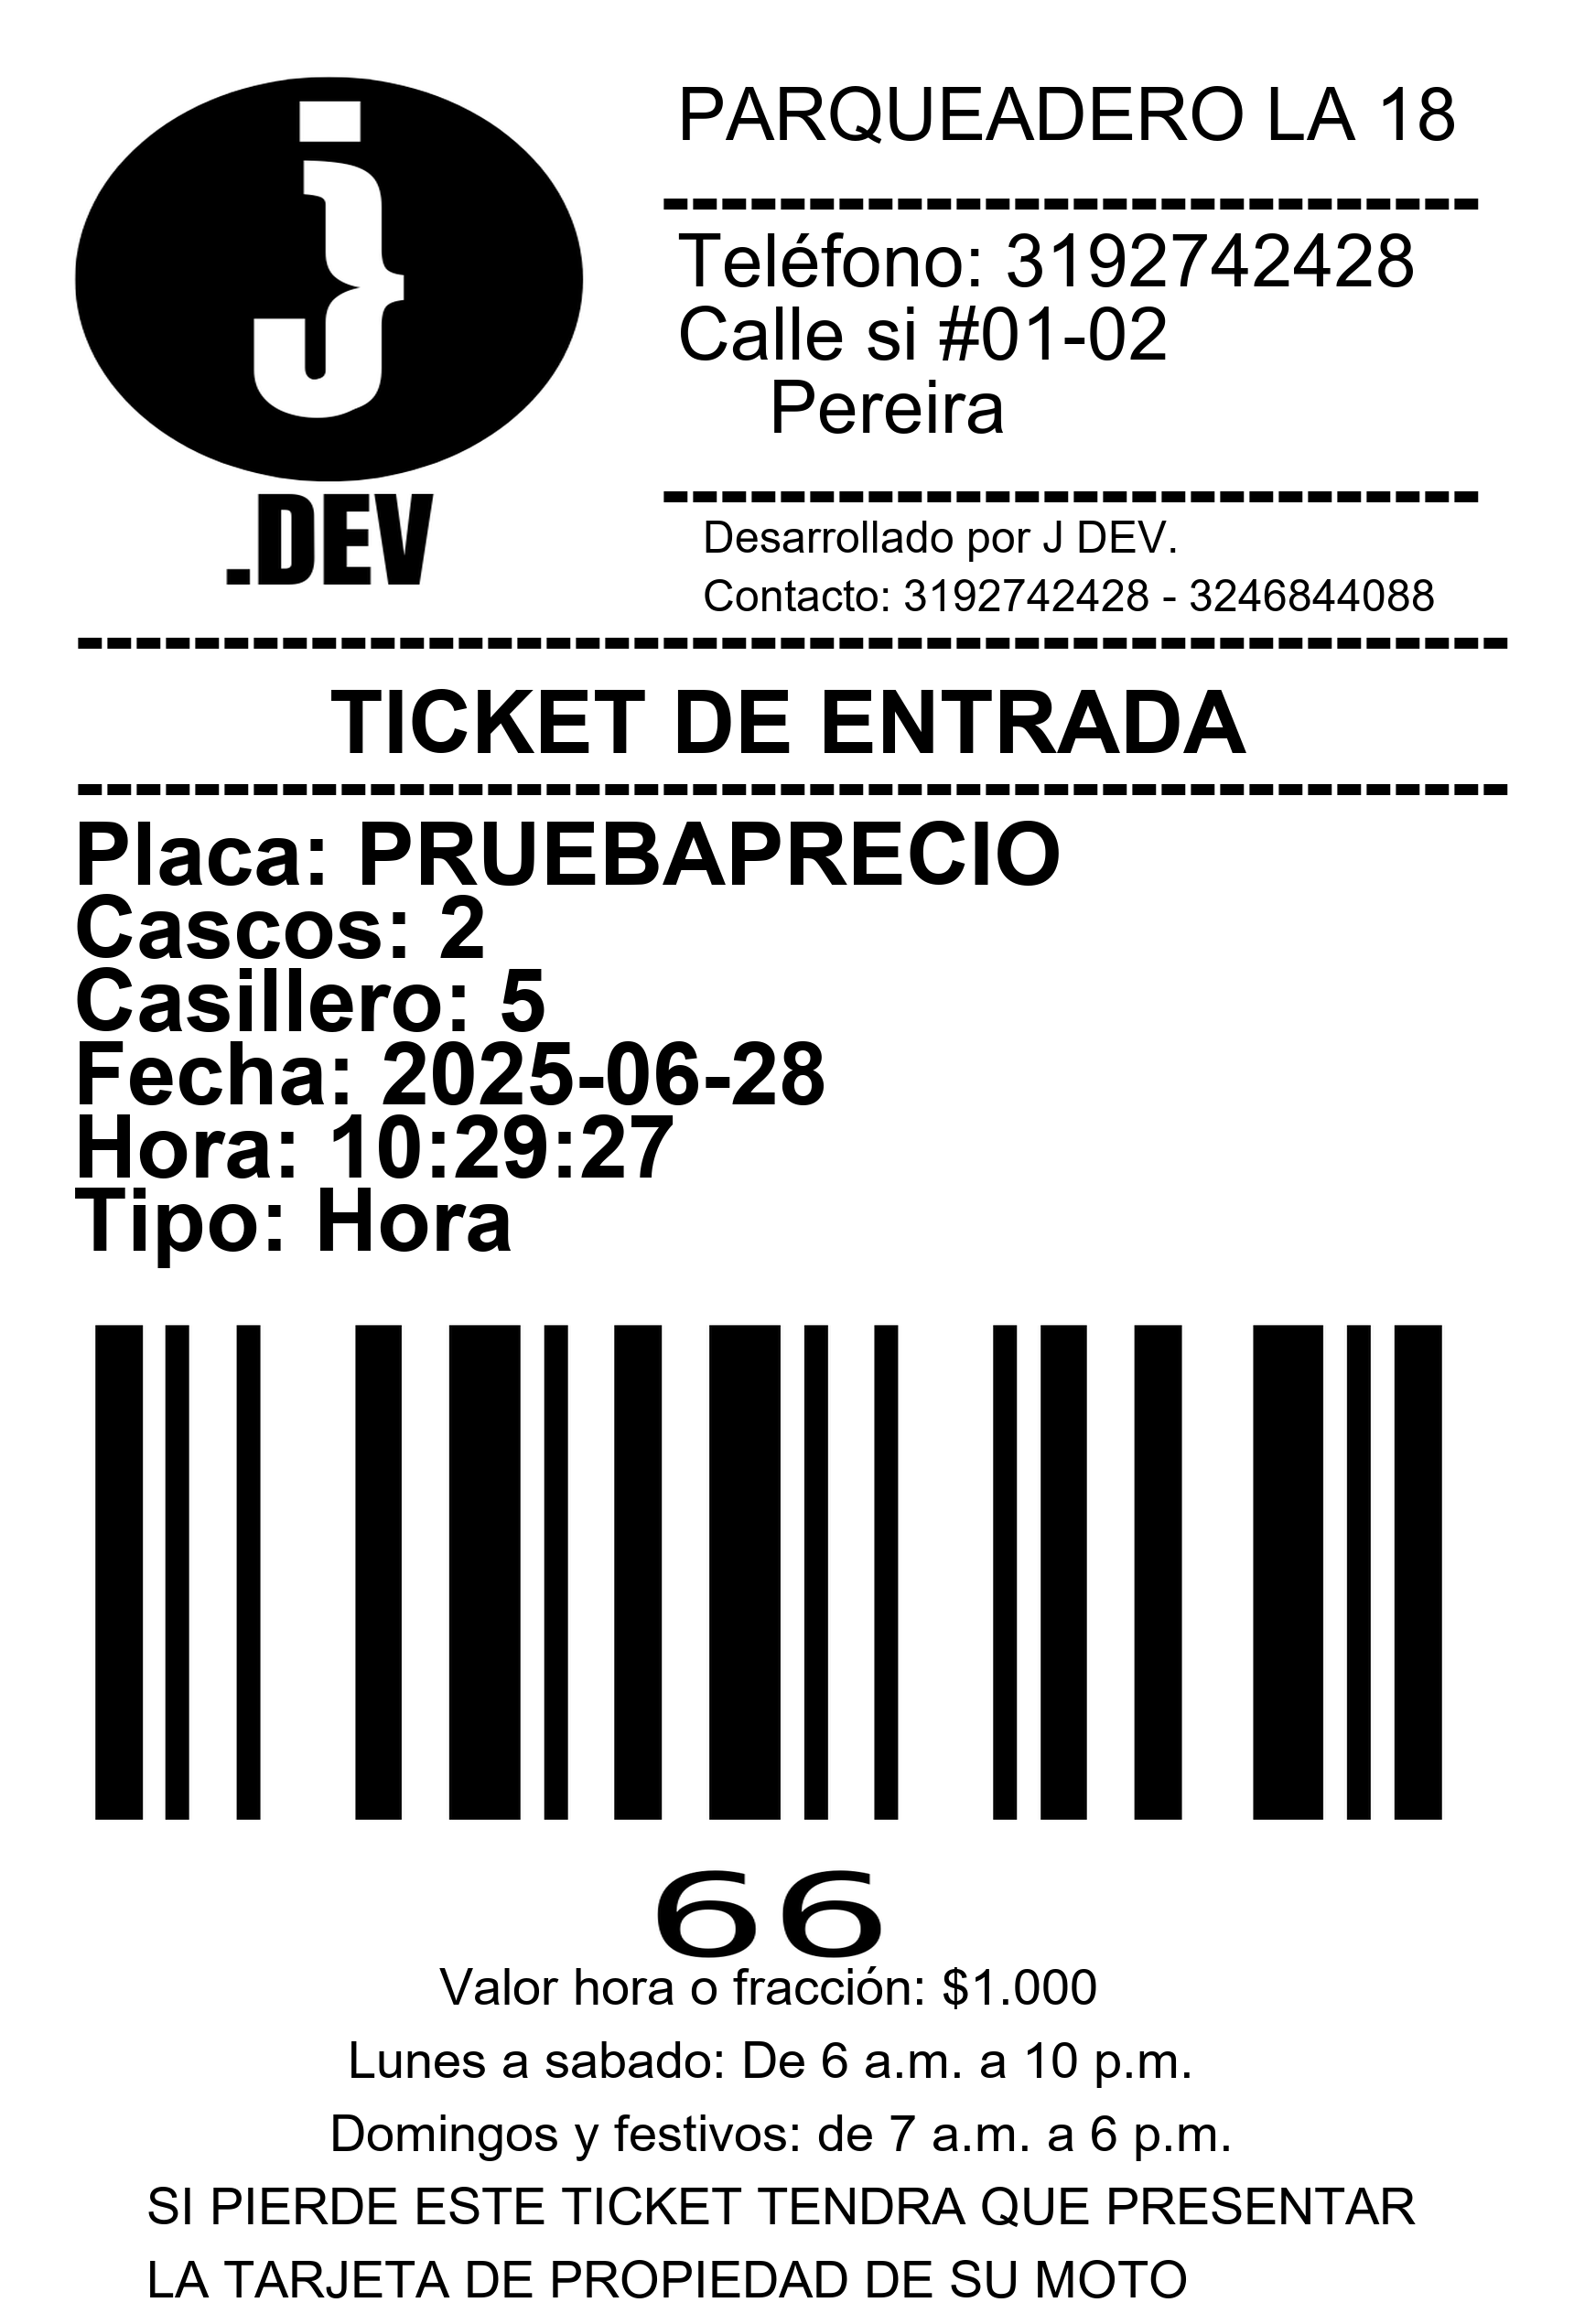 j
.DEV
PARQUEADERO LA 18
----------------------------
Teléfono: 3192742428
Calle si #01-02
Pereira
----------------------------
Desarrollado por J DEV.
Contacto: 3192742428 - 3246844088
-------------------------------------------------
TICKET DE ENTRADA
-------------------------------------------------
Placa: PRUEBAPRECIO
Cascos: 2
Casillero: 5
Fecha: 2025-06-28
Hora: 10:29:27
Tipo: Hora
66
Valor hora o fracción: $1.000
Lunes a sabado: De 6 a.m. a 10 p.m.
Domingos y festivos: de 7 a.m. a 6 p.m.
SI PIERDE ESTE TICKET TENDRA QUE PRESENTAR
LA TARJETA DE PROPIEDAD DE SU MOTO